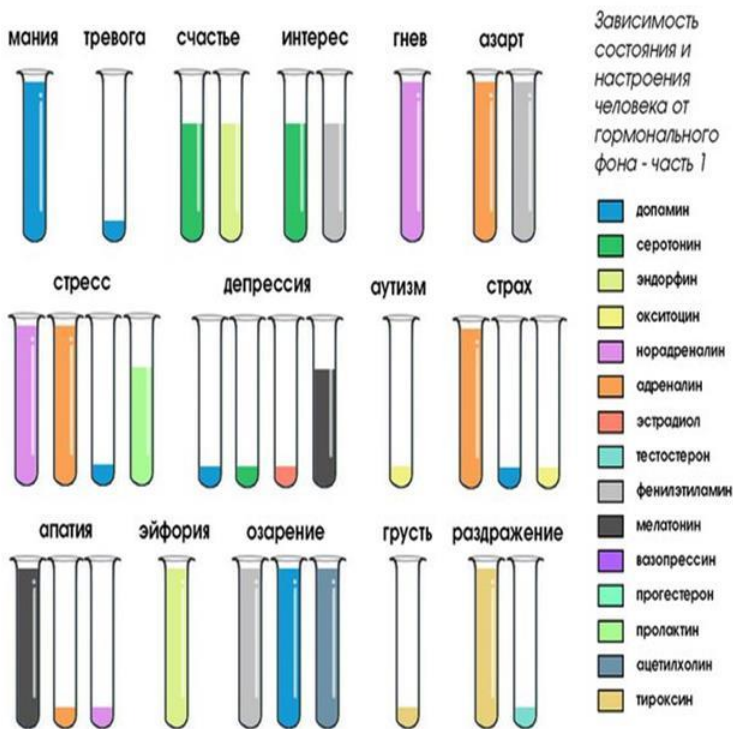 мания тревога счастье интерес гнев азарт
Зависимость
состояния и
настроения
человека от
гормонального
фона - часть 1
стресс депрессия аутизм страх
апатия эйфория озарение грусть раздражение
допамин
серотонин
эндорфин
окситоцин
норадреналин
адреналин
эстрадиол
тестостерон
фенилэтиламин
мелатонин
вазопрессин
прогестерон
пролактин
ацетилхолин
тироксин